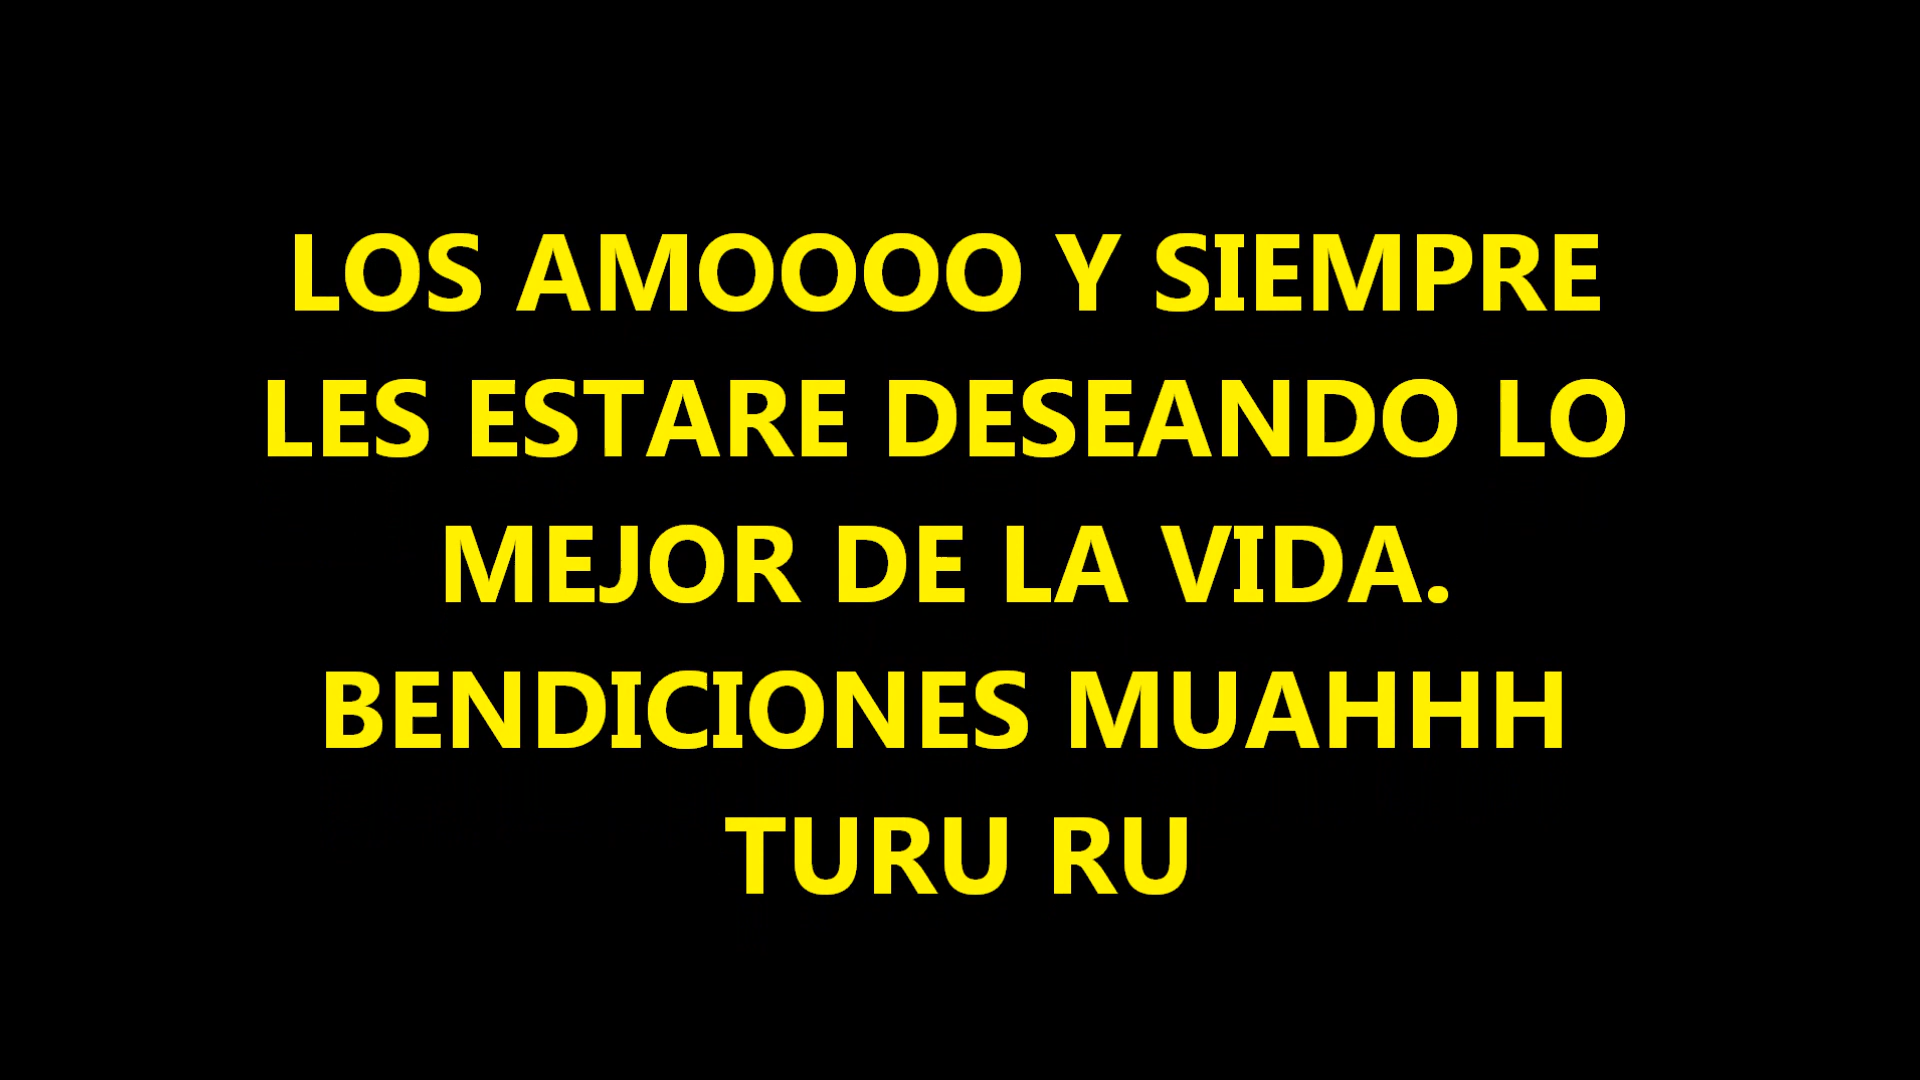 LOS AMOOOO Y SIEMPRE
LES ESTARE DESEANDO LO
MEJOR DE LA VIDA.
BENDICIONES MUAHHH
TURU RU